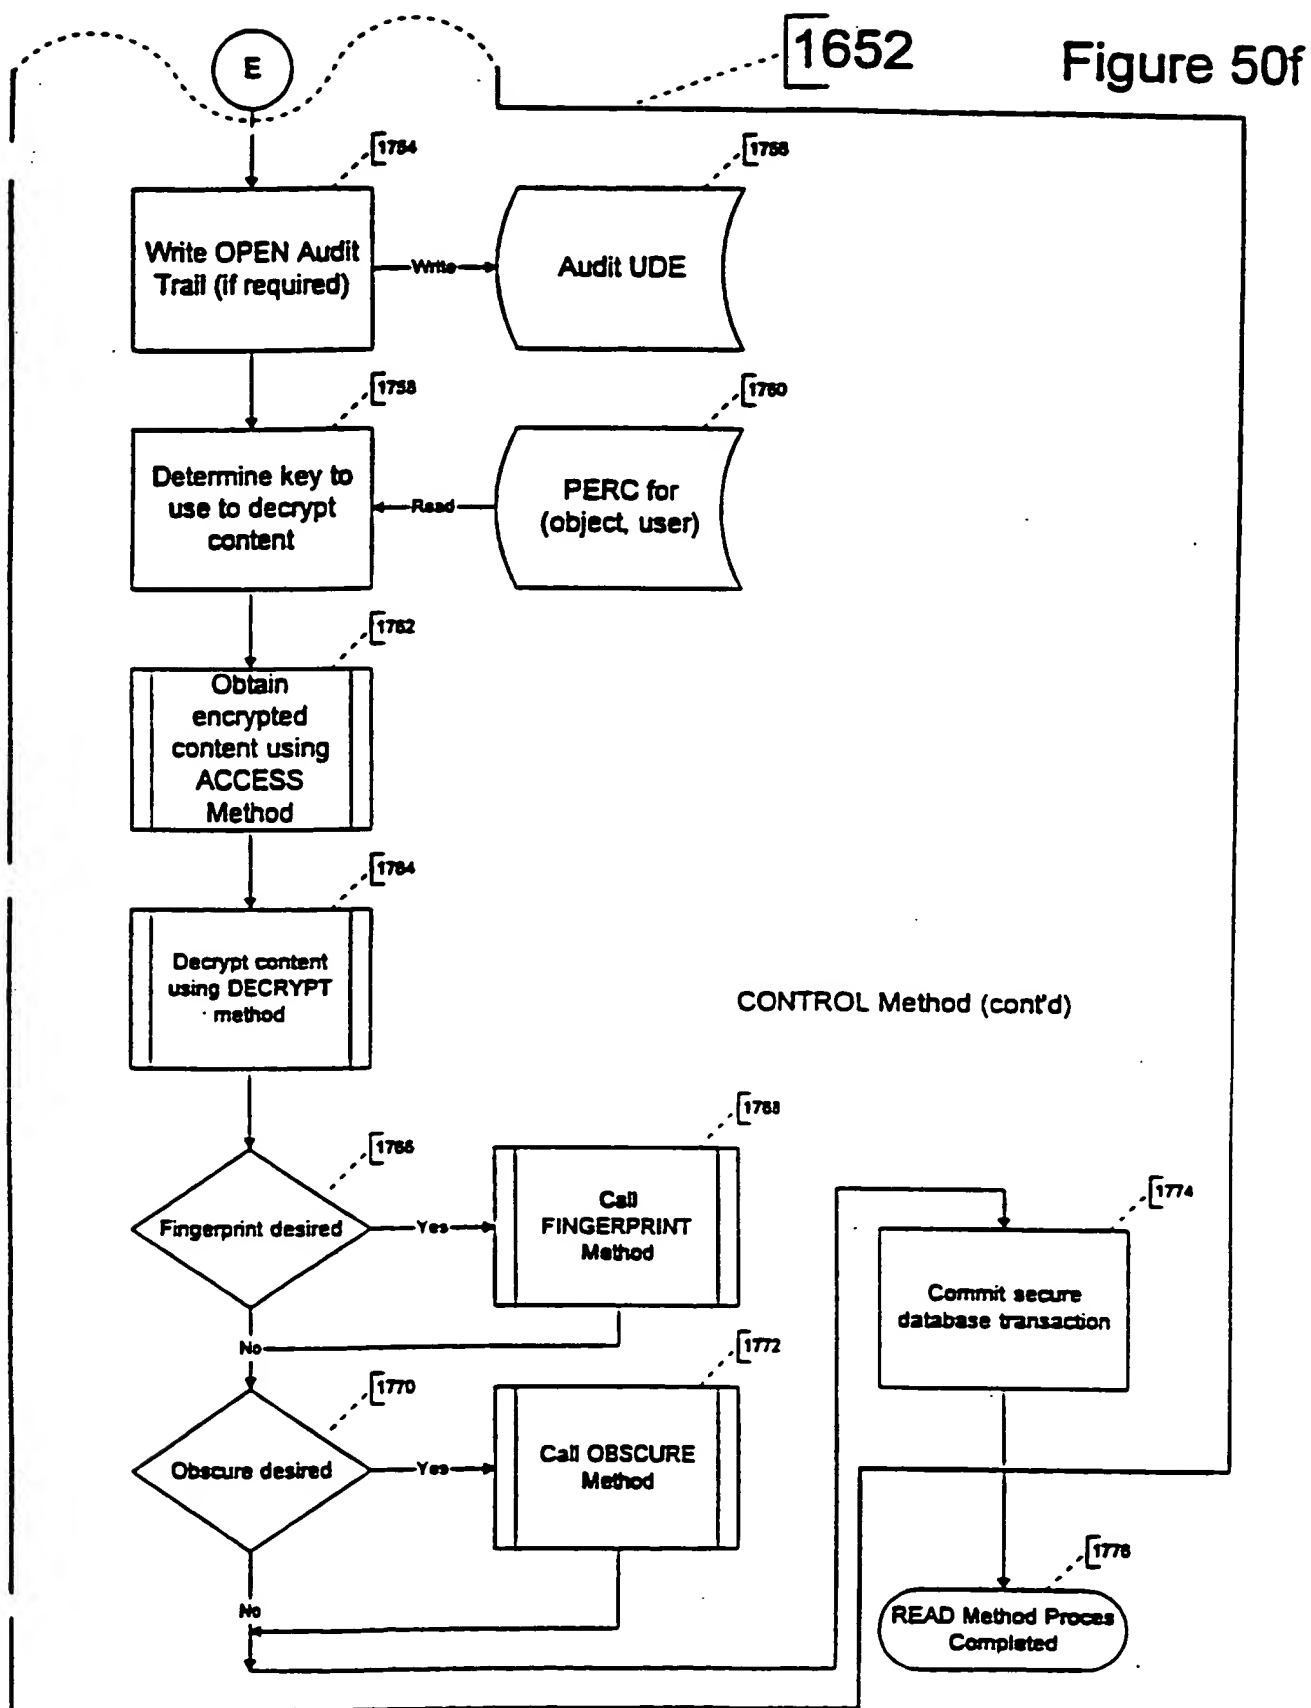 E
1652
Figure 50f
1754
1756
Write OPEN Audit
Trail (if required)
Write
Audit UDE
1758
1760
Determine key to
use to decrypt
content
Read
PERC for
(object, user)
1762
Obtain
encrypted
content using
ACCESS
Method
1764
Decrypt content
using DECRYPT
method
CONTROL Method (cont'd)
1766
1768
Fingerprint desired
Yes
Call
FINGERPRINT
Method
1774
Commit secure
database transaction
No
1770
1772
Obscure desired
Yes
Call OBSCURE
Method
No
1776
READ Method Proces
Completed